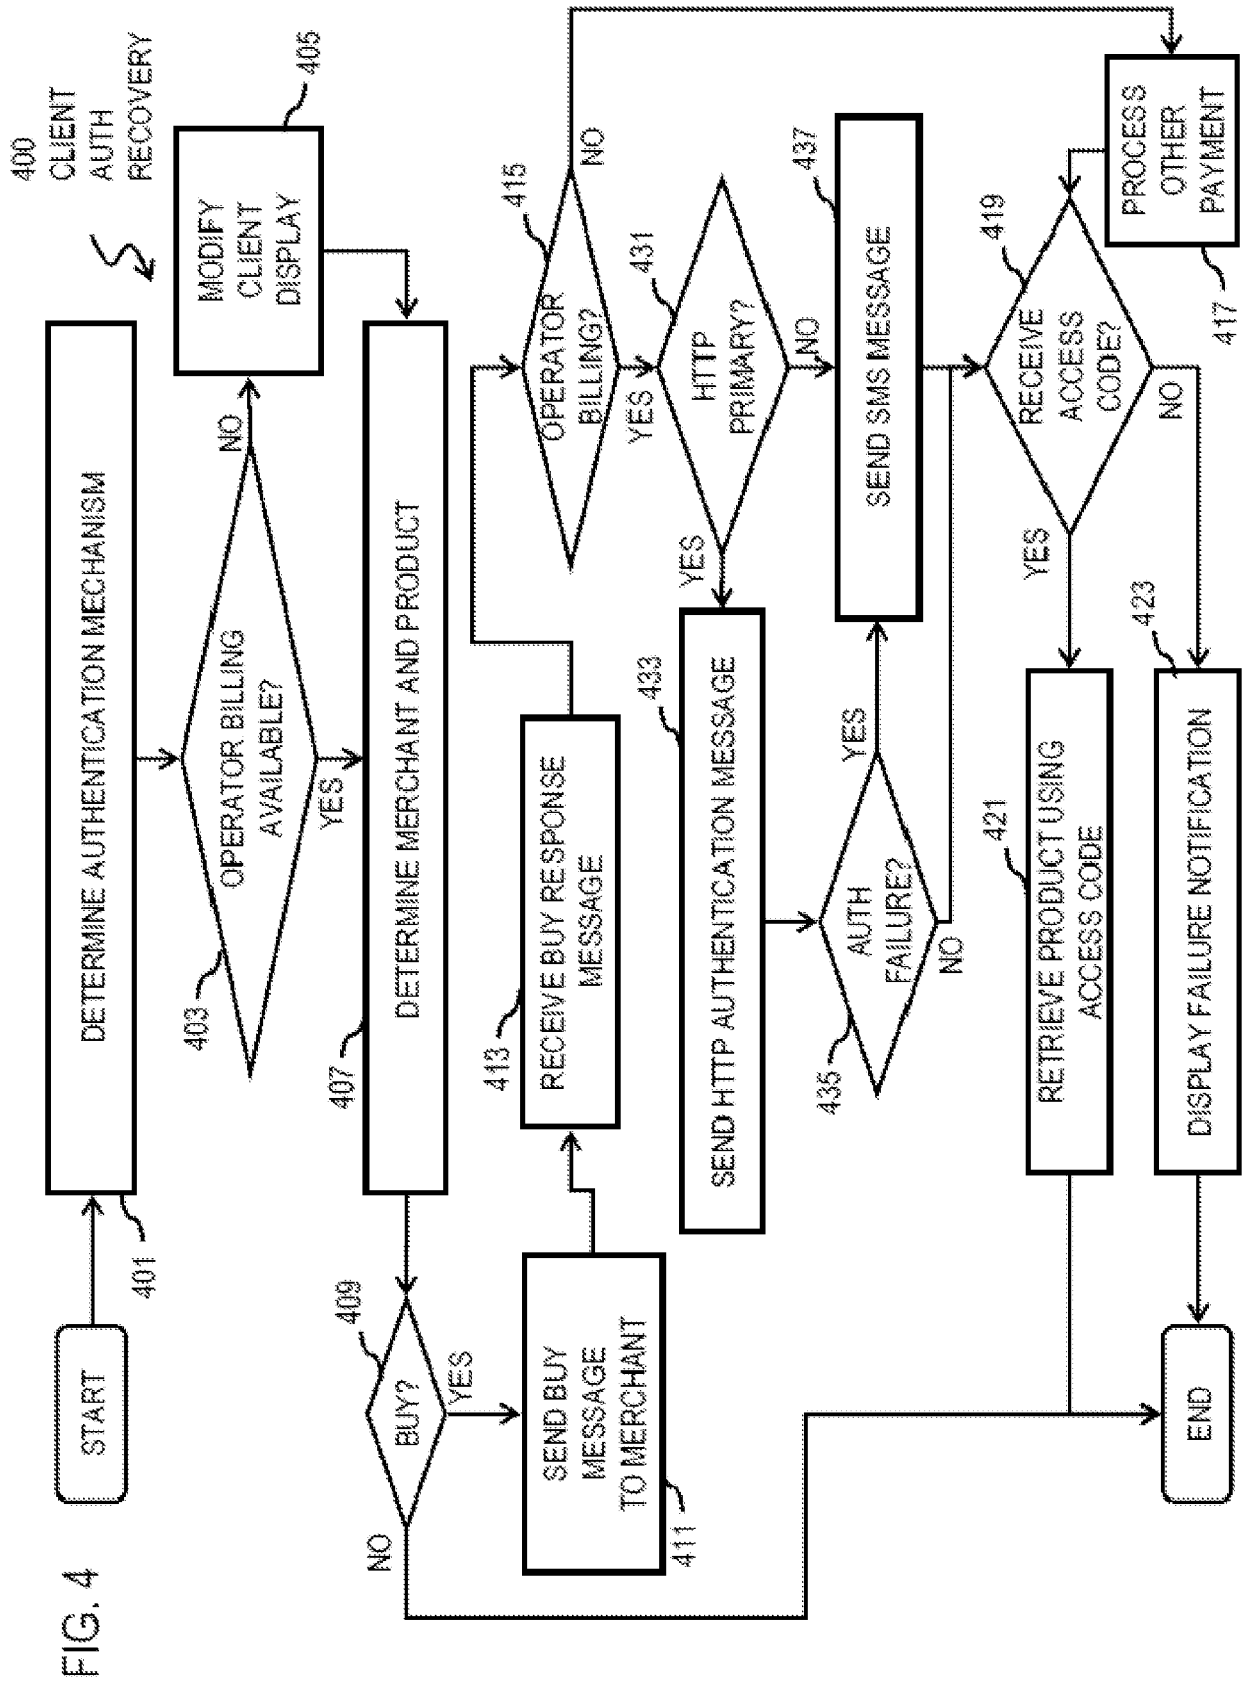 FIG. 4
400
CLIENT
AUTH
RECOVERY
START
401
DETERMINE AUTHENTICATION MECHANISM
403
OPERATOR BILLING
AVAILABLE?
NO
YES
405
MODIFY
CLIENT
DISPLAY
407
DETERMINE MERCHANT AND PRODUCT
409
BUY?
NO
YES
411
SEND BUY
MESSAGE
TO MERCHANT
413
RECEIVE BUY RESPONSE
MESSAGE
415
OPERATOR
BILLING?
NO
YES
431
HTTP
PRIMARY?
YES
NO
433
SEND HTTP AUTHENTICATION MESSAGE
435
AUTH
FAILURE?
YES
NO
437
SEND SMS MESSAGE
417
PROCESS
OTHER
PAYMENT
419
RECEIVE
ACCESS
CODE?
YES
NO
421
RETRIEVE PRODUCT USING
ACCESS CODE
423
DISPLAY FAILURE NOTIFICATION
END